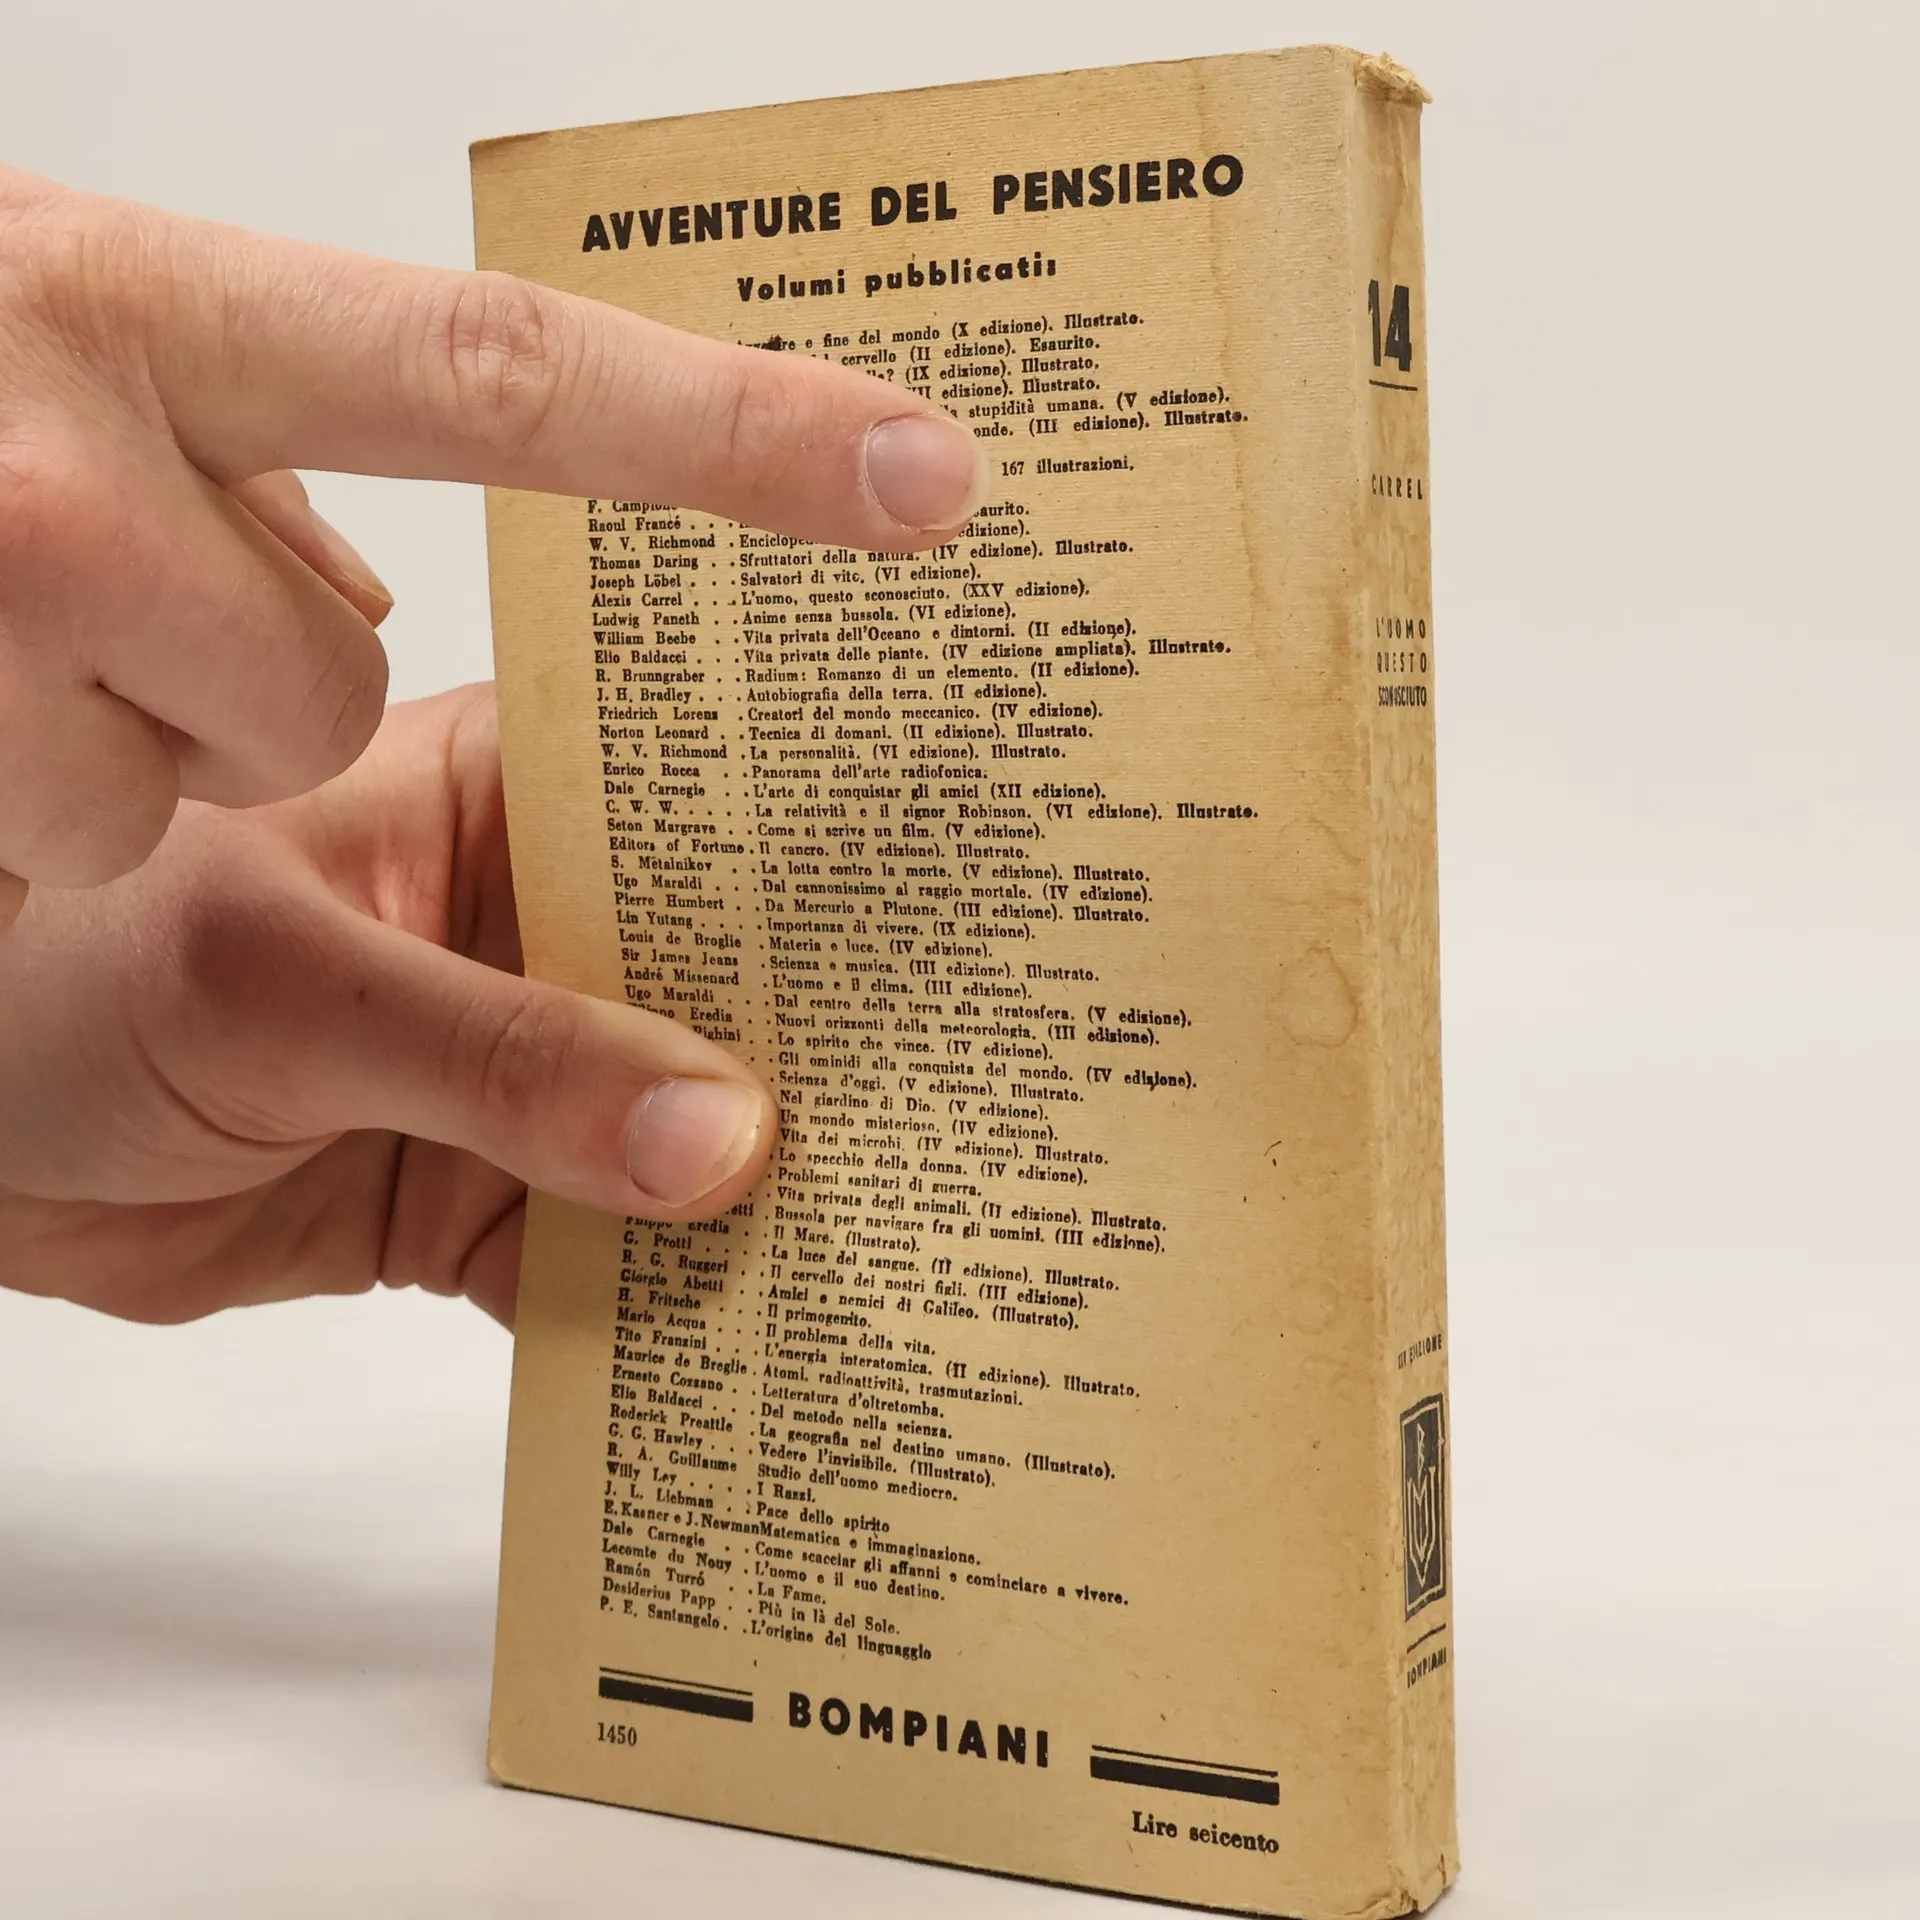 AVVENTURE DEL PENSIERO
Volumi pubblicati:
e fine del mondo (X edizione). Illustrato.
cervello (II edizione). Esaurito.
(IX edizione). Illustrato,
edizione). Illustrato.
stupidità umana. (V edizione).
(III edizione). Illustrato.
167 illustrazioni,
F.
Raoul Francé . . .
W. V. Richmond . (edizione).
Thomas Daring . . Sfruttatori della natura. (IV edizione). Illustrato.
Joseph Löbel . . . Salvatori di vite. (VI edizione).
Alexis Carrel . . . L'uomo, questo sconosciuto. (XXV edizione).
Ludwig Paneth . . Anime senza bussola. (VI edizione).
William Beebe . . Vita privata dell'Oceano e dintorni. (II edizione).
Elio Baldacci . . . Vita privata delle piante. (IV edizione ampliata). Illustrato.
R. Brunngraber . . Radium: Romanzo di un elemento. (II edizione).
J. H. Bradley . . . Autobiografia della terra. (II edizione).
Friedrich Lorenz . Creatori del mondo meccanico. (IV edizione).
Norton Leonard . . Tecnica di domani. (II edizione). Illustrato.
W. V. Richmond . La personalità. (VI edizione). Illustrato.
Enrico Rocca . . Panorama dell'arte radiofonica.
Dale Carnegie . . L'arte di conquistar gli amici (XII edizione).
C. W. W. . . . . La relatività e il signor Robinson. (VI edizione). Illustrato.
Seton Margrave . . Come si scrive un film. (V edizione).
Editors of Fortune . Il cancro. (IV edizione). Illustrato.
S. Métalnikov . . La lotta contro la morte. (V edizione). Illustrato.
Ugo Maraldi . . . Dal cannonissimo al raggio mortale. (IV edizione).
Pierre Humbert . . Da Mercurio a Plutone. (III edizione). Illustrato.
Lin Yutang . . . . Importanza di vivere. (IX edizione).
Louis de Broglie . Materia e luce. (IV edizione).
Sir James Jeans . Scienza e musica. (III edizione). Illustrato.
André Missenard . L'uomo e il clima. (III edizione).
Ugo Maraldi . . . Dal centro della terra alla stratosfera. (V edizione).
Eredia . . Nuovi orizzonti della meteorologia. (III edizione).
Righini . . Lo spirito che vince. (IV edizione).
. . Gli ominidi alla conquista del mondo. (IV edizione).
. Scienza d'oggi. (V edizione). Illustrato.
Nel giardino di Dio. (V edizione).
Un mondo misterioso. (IV edizione).
Vita dei microbi. (IV edizione). Illustrato.
. Lo specchio della donna. (IV edizione).
. Problemi sanitari di guerra.
. . Vita privata degli animali. (II edizione). Illustrato.
. Bussola per navigare fra gli uomini. (III edizione).
Filippo Eredia . . Il Mare. (Ilustrato).
G. Protti . . . . La luce del sangue. (II edizione). Illustrato.
R. G. Ruggeri . . Il cervello dei nostri figli. (III edizione).
Giorgio Abetti . . Amici e nemici di Galileo. (Illustrato).
H. Fritsche . . . Il primogenito.
Mario Acqua . . . Il problema della vita.
Tito Franzini . . . L'energia interatomica. (II edizione). Illustrato.
Maurice de Broglie . Atomi, radioattività, trasmutazioni.
Ernesto Cozzano . . Letteratura d'oltretomba.
Elio Baldacci . . . Del metodo nella scienza.
Roderick Preattle . La geografia nel destino umano. (Illustrato).
G. G. Hawley . . . Vedere l'invisibile. (Illustrato).
R. A. Guillaume Studio dell'uomo mediocre.
Willy Ley . . . . I Razzi.
J. L. Liebman . . Pace dello spirito
E. Kasner e J. Newman Matematica e immaginazione.
Dale Carnegie . . Come scacciar gli affanni e cominciare a vivere.
Lecomte du Nouy . L'uomo e il suo destino.
Ramón Turró . . La Fame.
Desiderius Papp . . Più in là del Sole.
P. E. Santangelo. . L'origine del linguaggio
BOMPIANI
1450
Lire seicento
14
CARREL
L'UOMO
QUESTO
SCONOSCIUTO
EDIZIONE
BOMPIANI